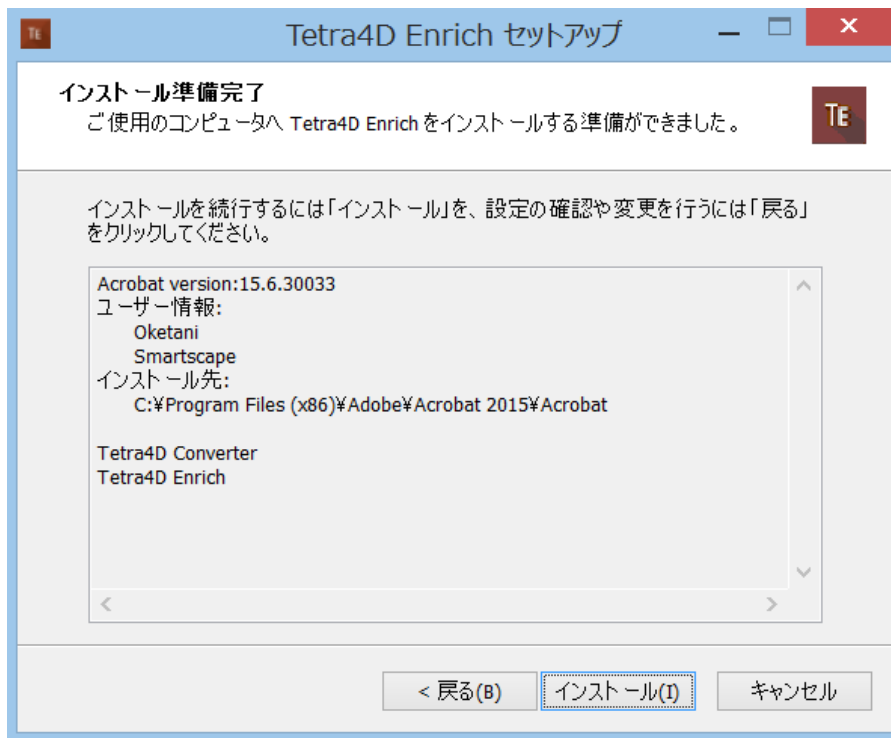 TE
Tetra4D Enrich セットアップ
インストール準備完了
ご使用のコンピュータへ Tetra4D Enrich をインストールする準備ができました。
TE
インストールを続行するには「インストール」を、設定の確認や変更を行うには「戻る」
をクリックしてください。
Acrobat version:15.6.30033
ユーザー情報:
Oketani
Smartscape
インストール先:
C:¥Program Files (x86)¥Adobe¥Acrobat 2015¥Acrobat
Tetra4D Converter
Tetra4D Enrich
< 戻る(B)
インストール(I)
キャンセル